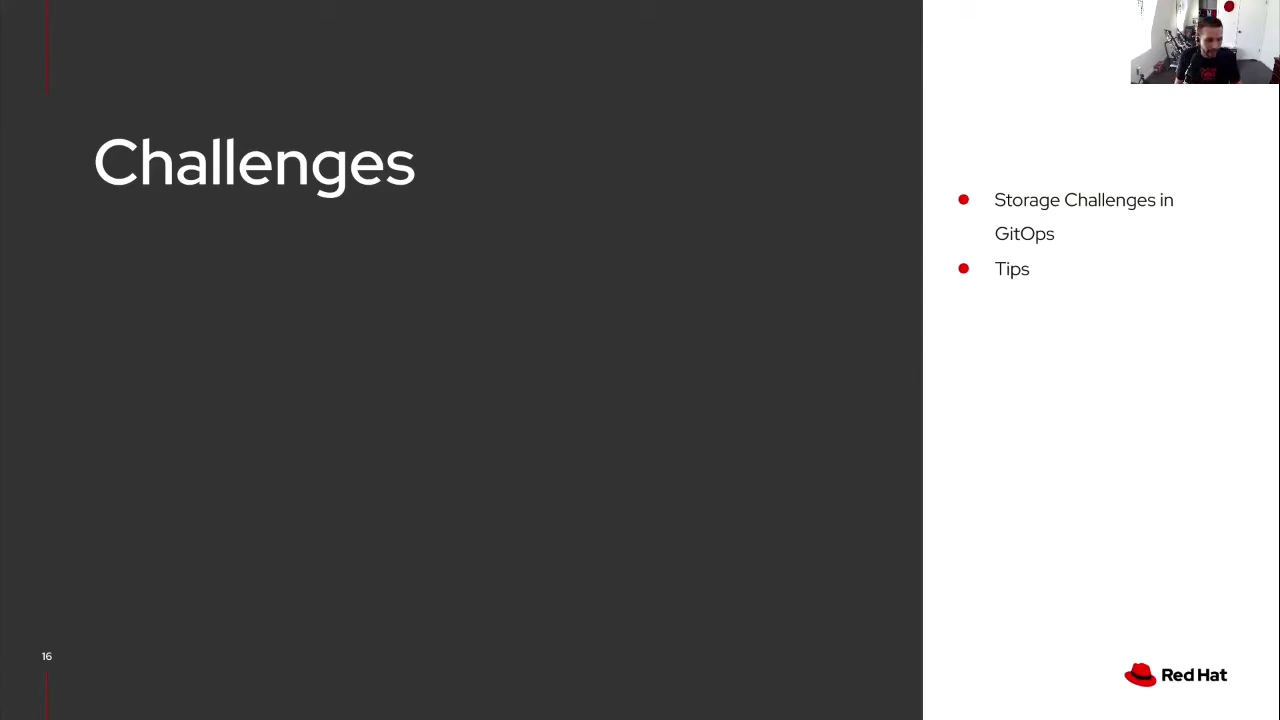 Challenges
Storage Challenges in
GitOps
Tips
16
Red Hat